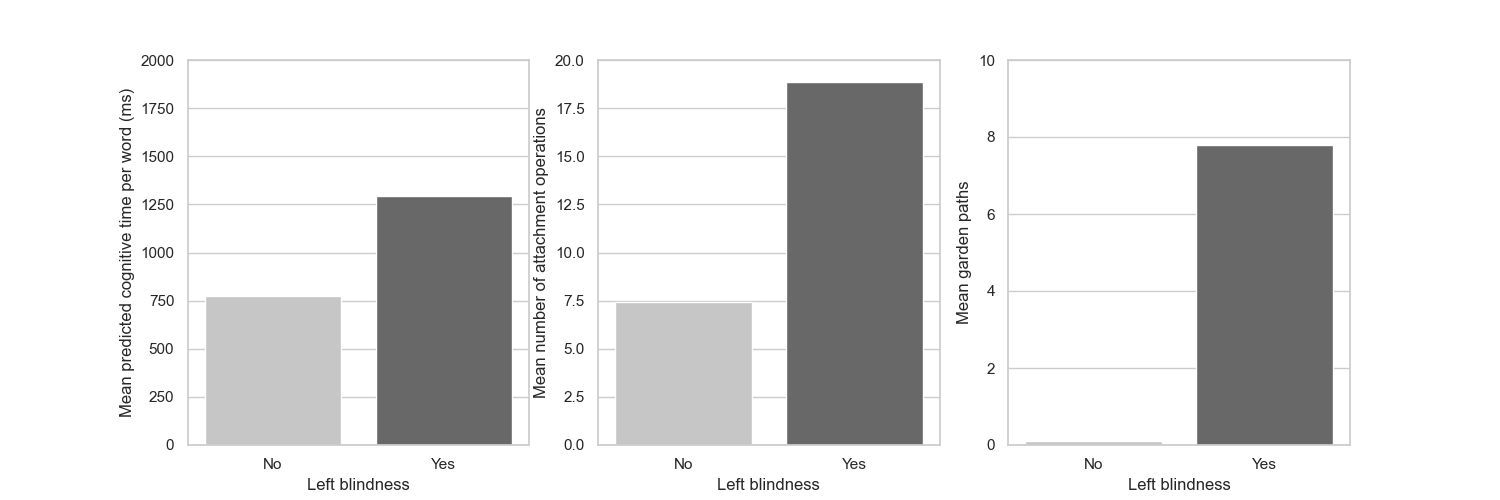 Mean predicted cognitive time per word (ms)
2000
1750
1500
1250
1000
750
500
250
0
No Yes
Left blindness
Mean number of attachment operations
20.0
17.5
15.0
12.5
10.0
7.5
5.0
2.5
0.0
No Yes
Left blindness
Mean garden paths
10
8
6
4
2
0
No Yes
Left blindness